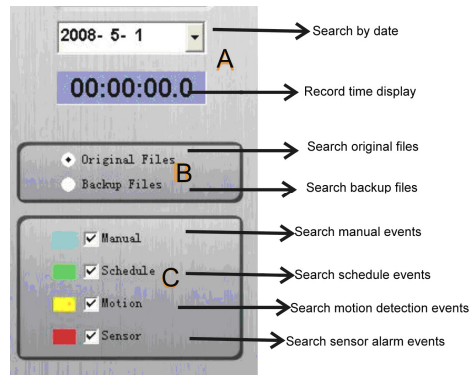 2008- 5- 1
Search by date
A
00:00:00.0
Record time display
Original Files
Search original files
B
Backup Files
Search backup files
Manual
Search manual events
Schedule
C
Search schedule events
Motion
Search motion detection events
Sensor
Search sensor alarm events